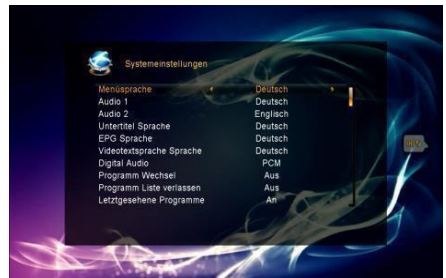 Systemeinstellungen
Menüsprache Deutsch
Audio 1 Deutsch
Audio 2 Englisch
Untertitel Sprache Deutsch
EPG Sprache Deutsch
Videotextsprache Sprache Deutsch
Digital Audio PCM
Programm Wechsel Aus
Programm Liste verlassen Aus
Letztgesehene Programme An